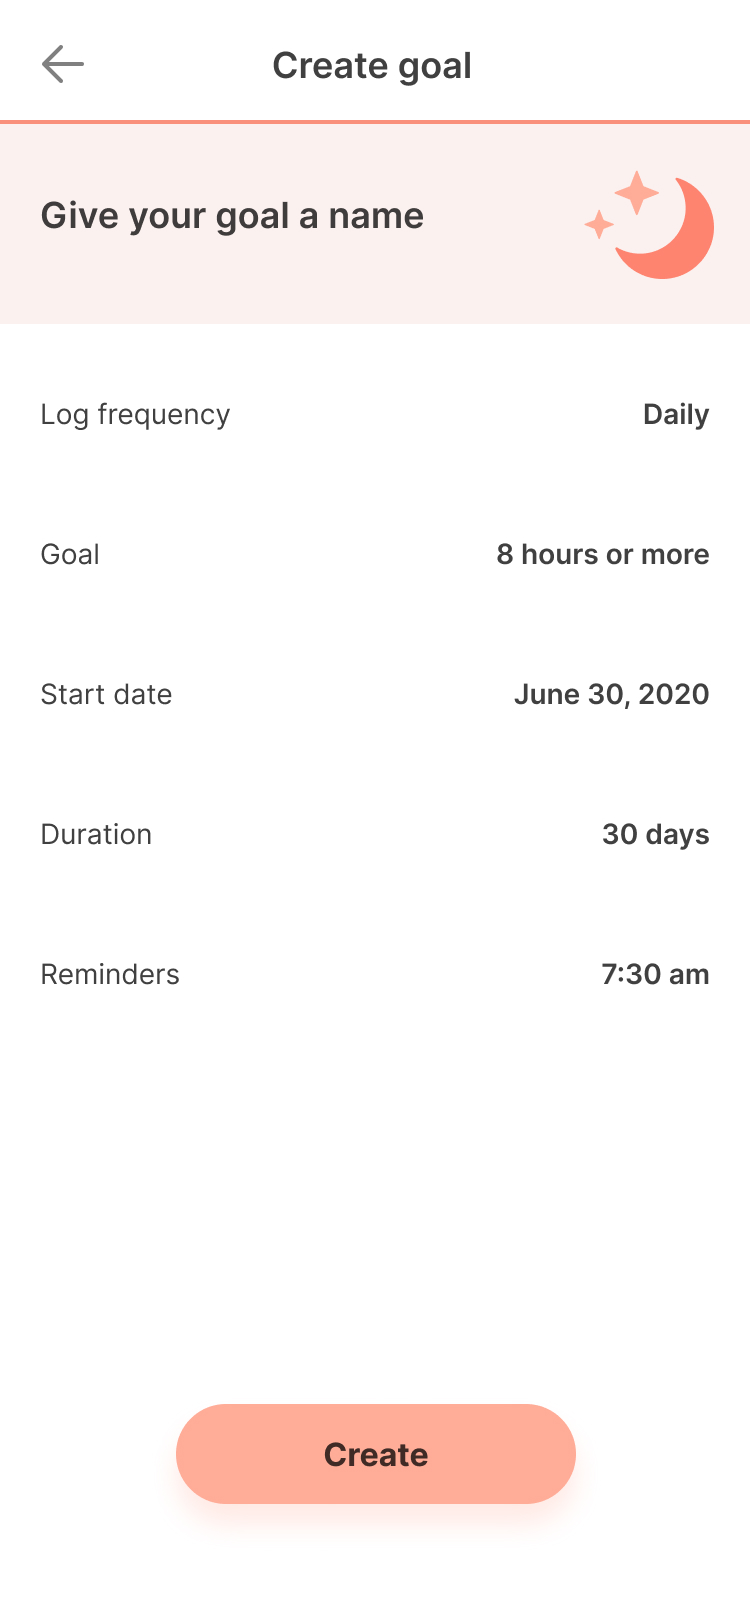 Create goal
Give your goal a name
Log frequency Daily
Goal 8 hours or more
Start date June 30, 2020
Duration 30 days
Reminders 7:30 am
Create